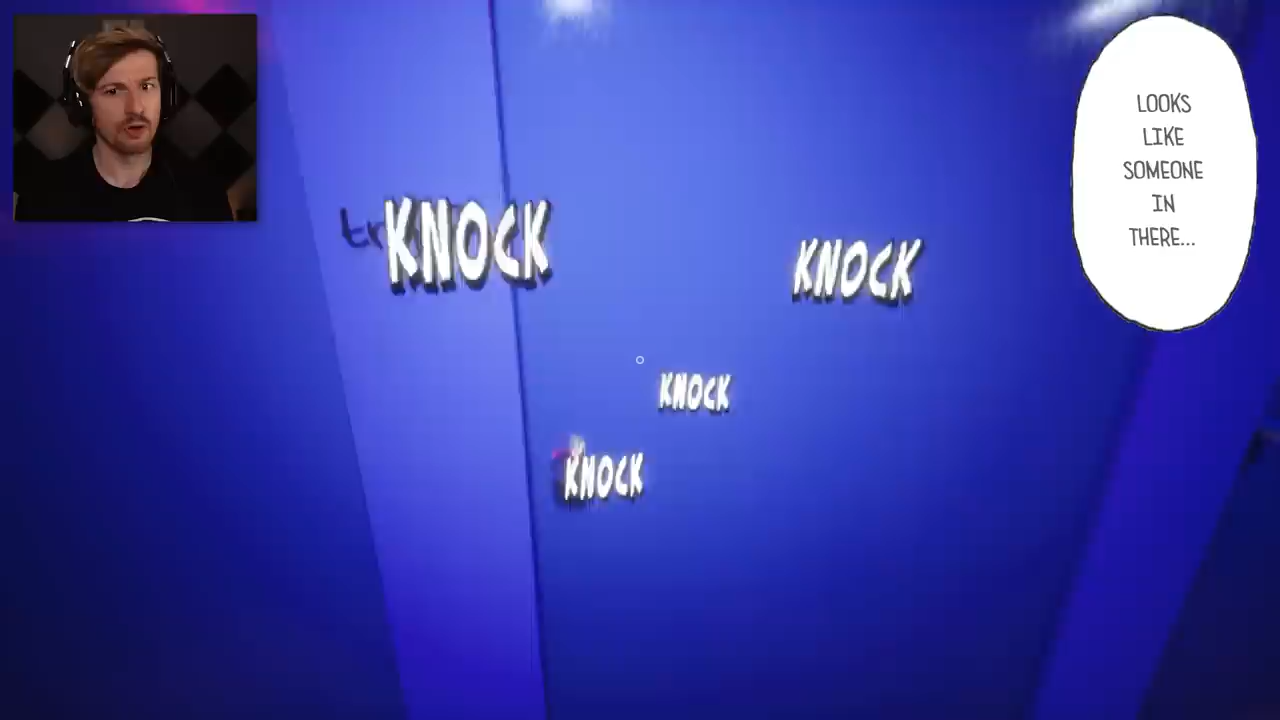 KNOCK
KNOCK
KNOCK
KNOCK
LOOKS
LIKE
SOMEONE
IN
THERE...